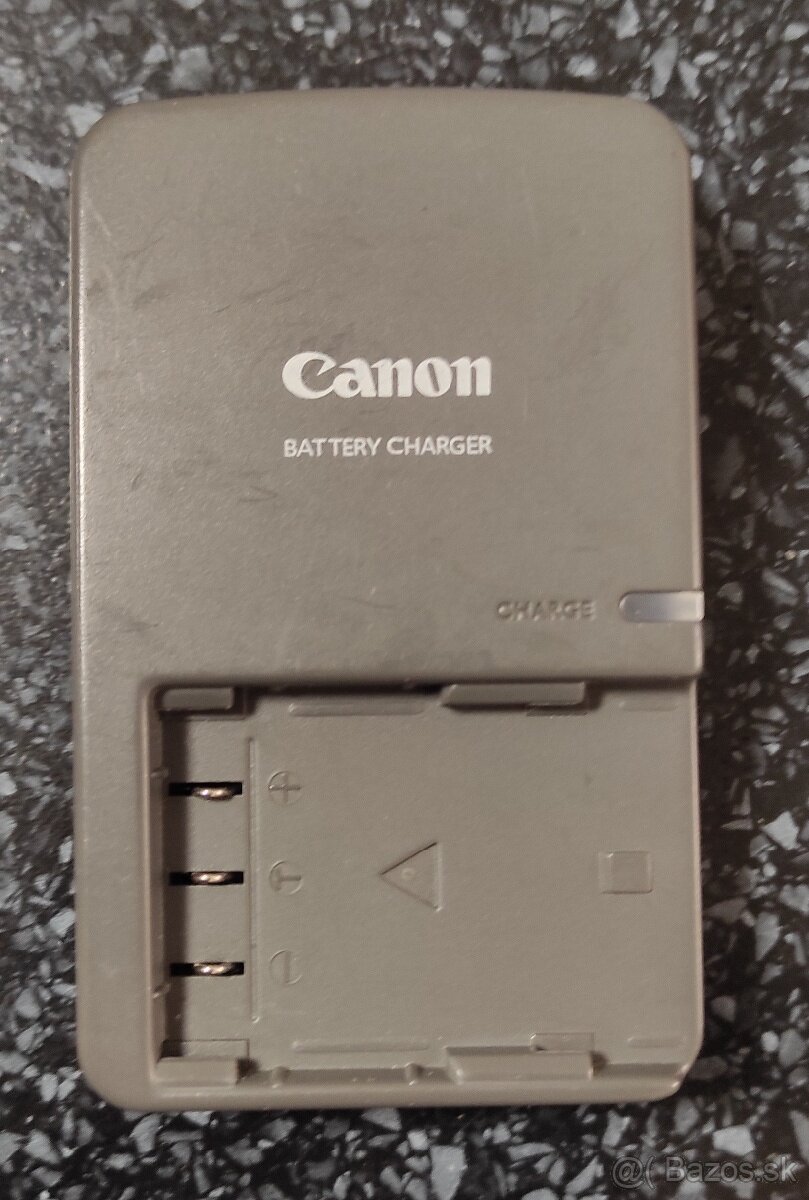 Canon
BATTERY CHARGER
CHARGE
+
T
−
@( Bazos.sk